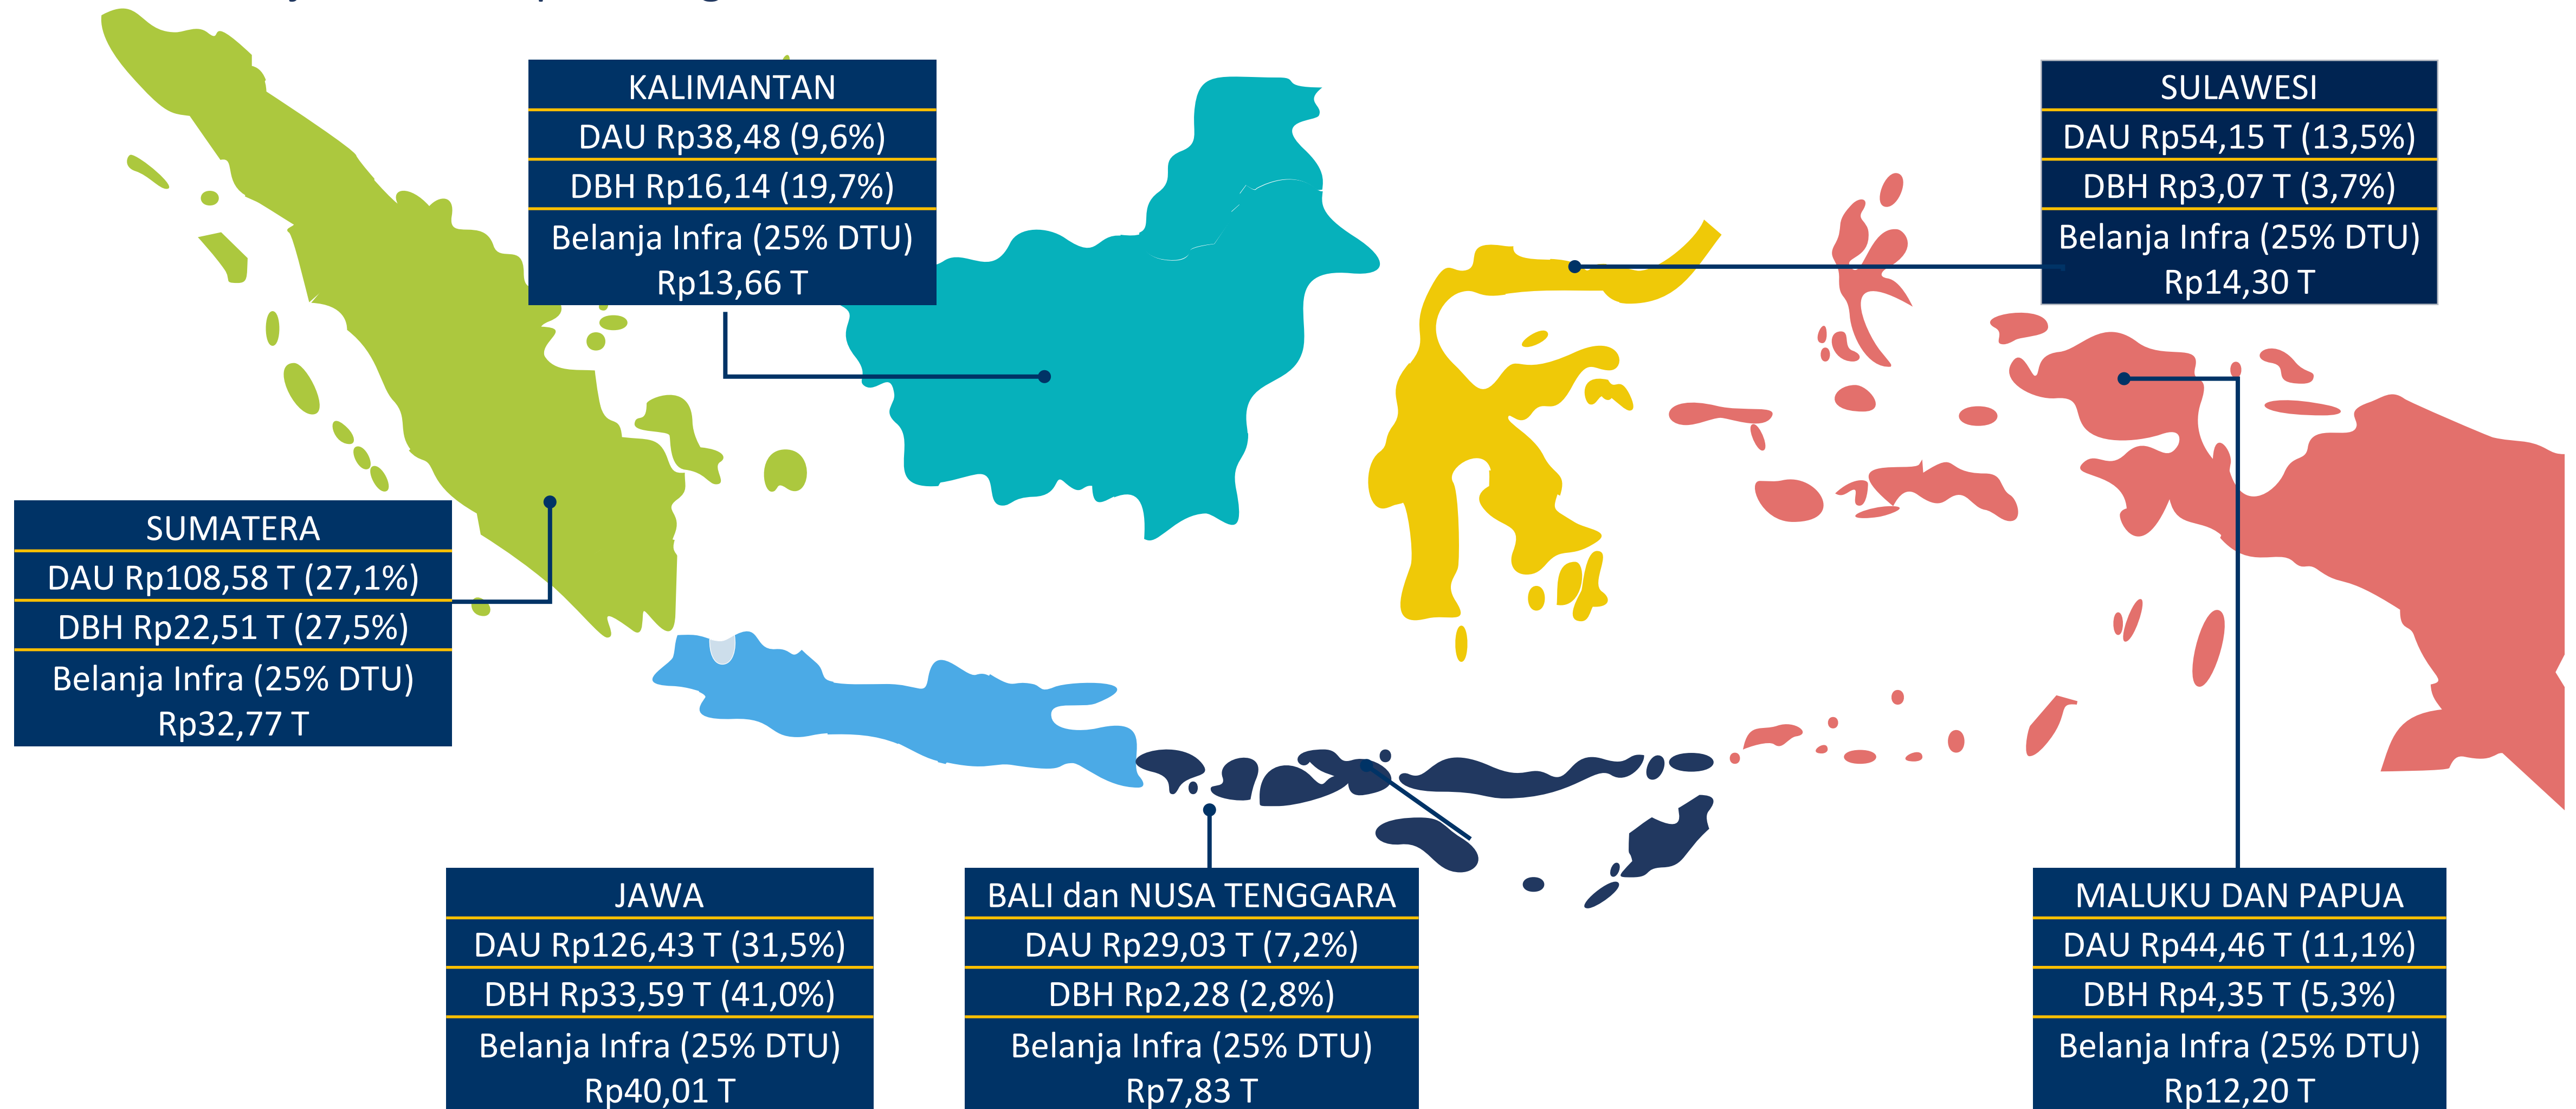 KALIMANTAN
DAU Rp38,48 (9,6%)
DBH Rp16,14 (19,7%)
Belanja Infra (25% DTU)
Rp13,66 T
SULAWESI
DAU Rp54,15 T (13,5%)
DBH Rp3,07 T (3,7%)
Belanja Infra (25% DTU)
Rp14,30 T
SUMATERA
DAU Rp108,58 T (27,1%)
DBH Rp22,51 T (27,5%)
Belanja Infra (25% DTU)
Rp32,77 T
JAWA
DAU Rp126,43 T (31,5%)
DBH Rp33,59 T (41,0%)
Belanja Infra (25% DTU)
Rp40,01 T
BALI dan NUSA TENGGARA
DAU Rp29,03 T (7,2%)
DBH Rp2,28 (2,8%)
Belanja Infra (25% DTU)
Rp7,83 T
MALUKU DAN PAPUA
DAU Rp44,46 T (11,1%)
DBH Rp4,35 T (5,3%)
Belanja Infra (25% DTU)
Rp12,20 T